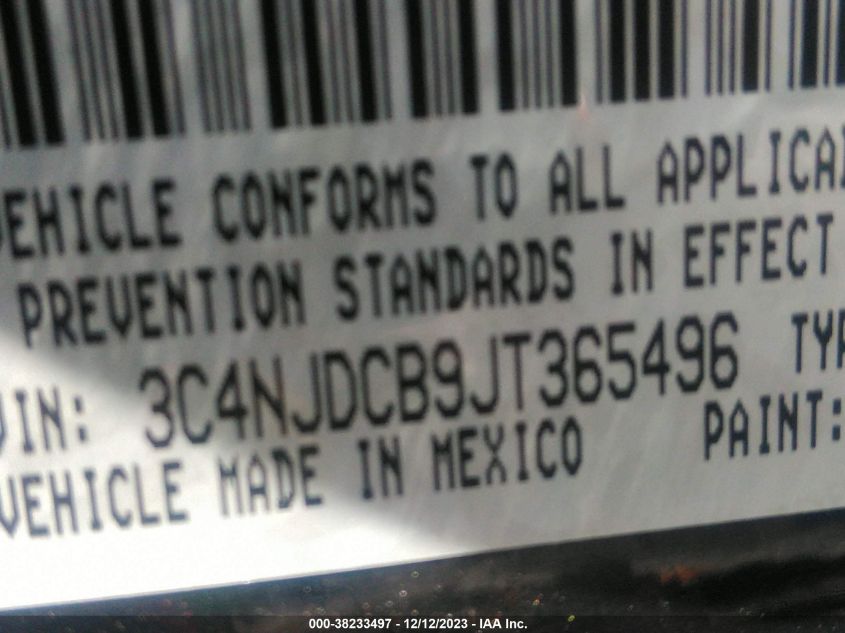 VEHICLE CONFORMS TO ALL APPLICA
PREVENTION STANDARDS IN EFFECT
VIN: 3C4NJDCB9JT365496 TYP
VEHICLE MADE IN MEXICO PAINT:
000-38233497 - 12/12/2023 - IAA Inc.